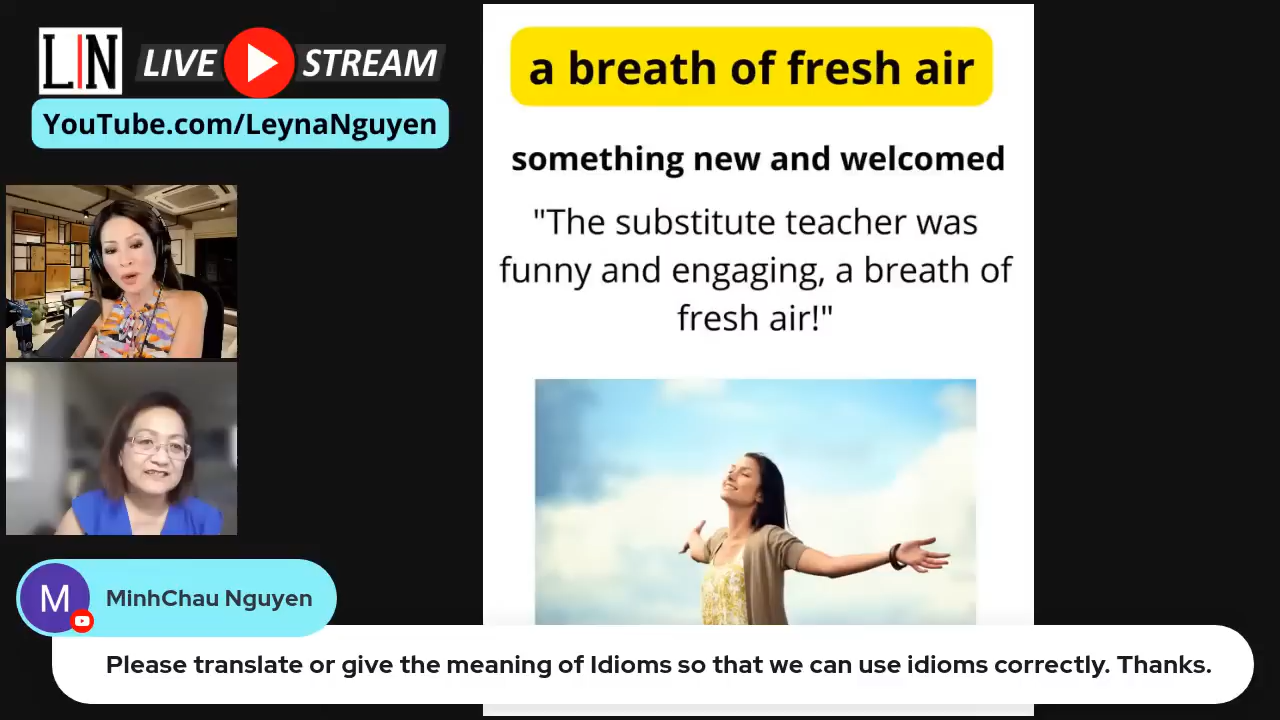 LIN LIVE STREAM
YouTube.com/LeynaNguyen
a breath of fresh air
something new and welcomed
"The substitute teacher was
funny and engaging, a breath of
fresh air!"
M MinhChau Nguyen
Please translate or give the meaning of Idioms so that we can use idioms correctly. Thanks.